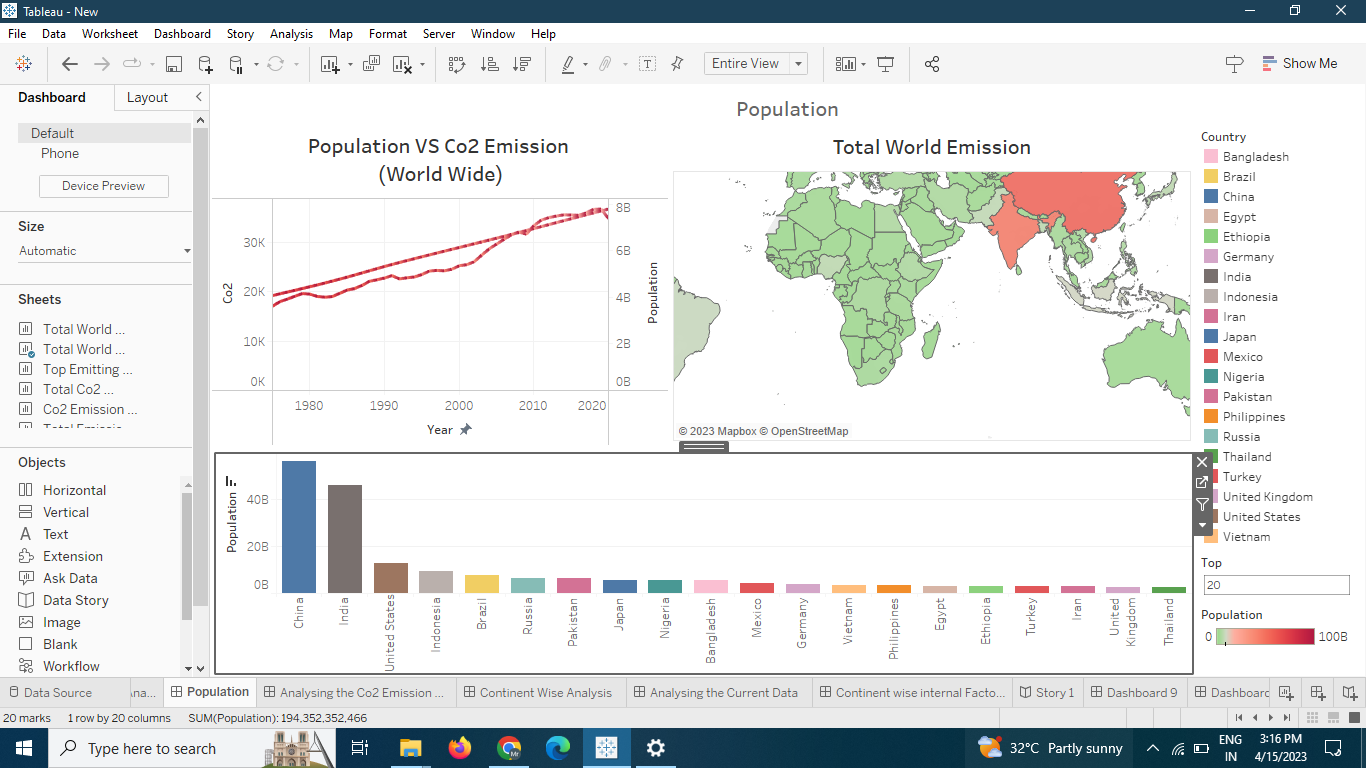 Tableau - New
File Data Worksheet Dashboard Story Analysis Map Format Server Window Help
Entire View
Show Me
Dashboard Layout
Default
Phone
Device Preview
Size
Automatic
Sheets
Total World ...
Total World ...
Top Emitting ...
Total Co2 ...
Co2 Emission ...
Objects
Horizontal
Vertical
Text
Extension
Ask Data
Data Story
Image
Blank
Workflow
Population
Population VS Co2 Emission
(World Wide)
Co2
30K
20K
10K
0K
8B
6B
4B
2B
0B
Population
1980 1990 2000 2010 2020
Year
Total World Emission
© 2023 Mapbox © OpenStreetMap
Population
40B
20B
0B
China
India
United States
Indonesia
Brazil
Russia
Pakistan
Japan
Nigeria
Bangladesh
Mexico
Germany
Vietnam
Philippines
Egypt
Ethiopia
Turkey
Iran
United
Kingdom
Thailand
Country
Bangladesh
Brazil
China
Egypt
Ethiopia
Germany
India
Indonesia
Iran
Japan
Mexico
Nigeria
Pakistan
Philippines
Russia
Thailand
Turkey
United Kingdom
United States
Vietnam
Top
20
Population
0 100B
Data Source Ana... Population Analysing the Co2 Emission ... Continent Wise Analysis Analysing the Current Data Continent wise internal Facto... Story 1 Dashboard 9 Dashboard
20 marks 1 row by 20 columns SUM(Population): 194,352,352,466
Type here to search
32°C Partly sunny
ENG
IN
3:16 PM
4/15/2023